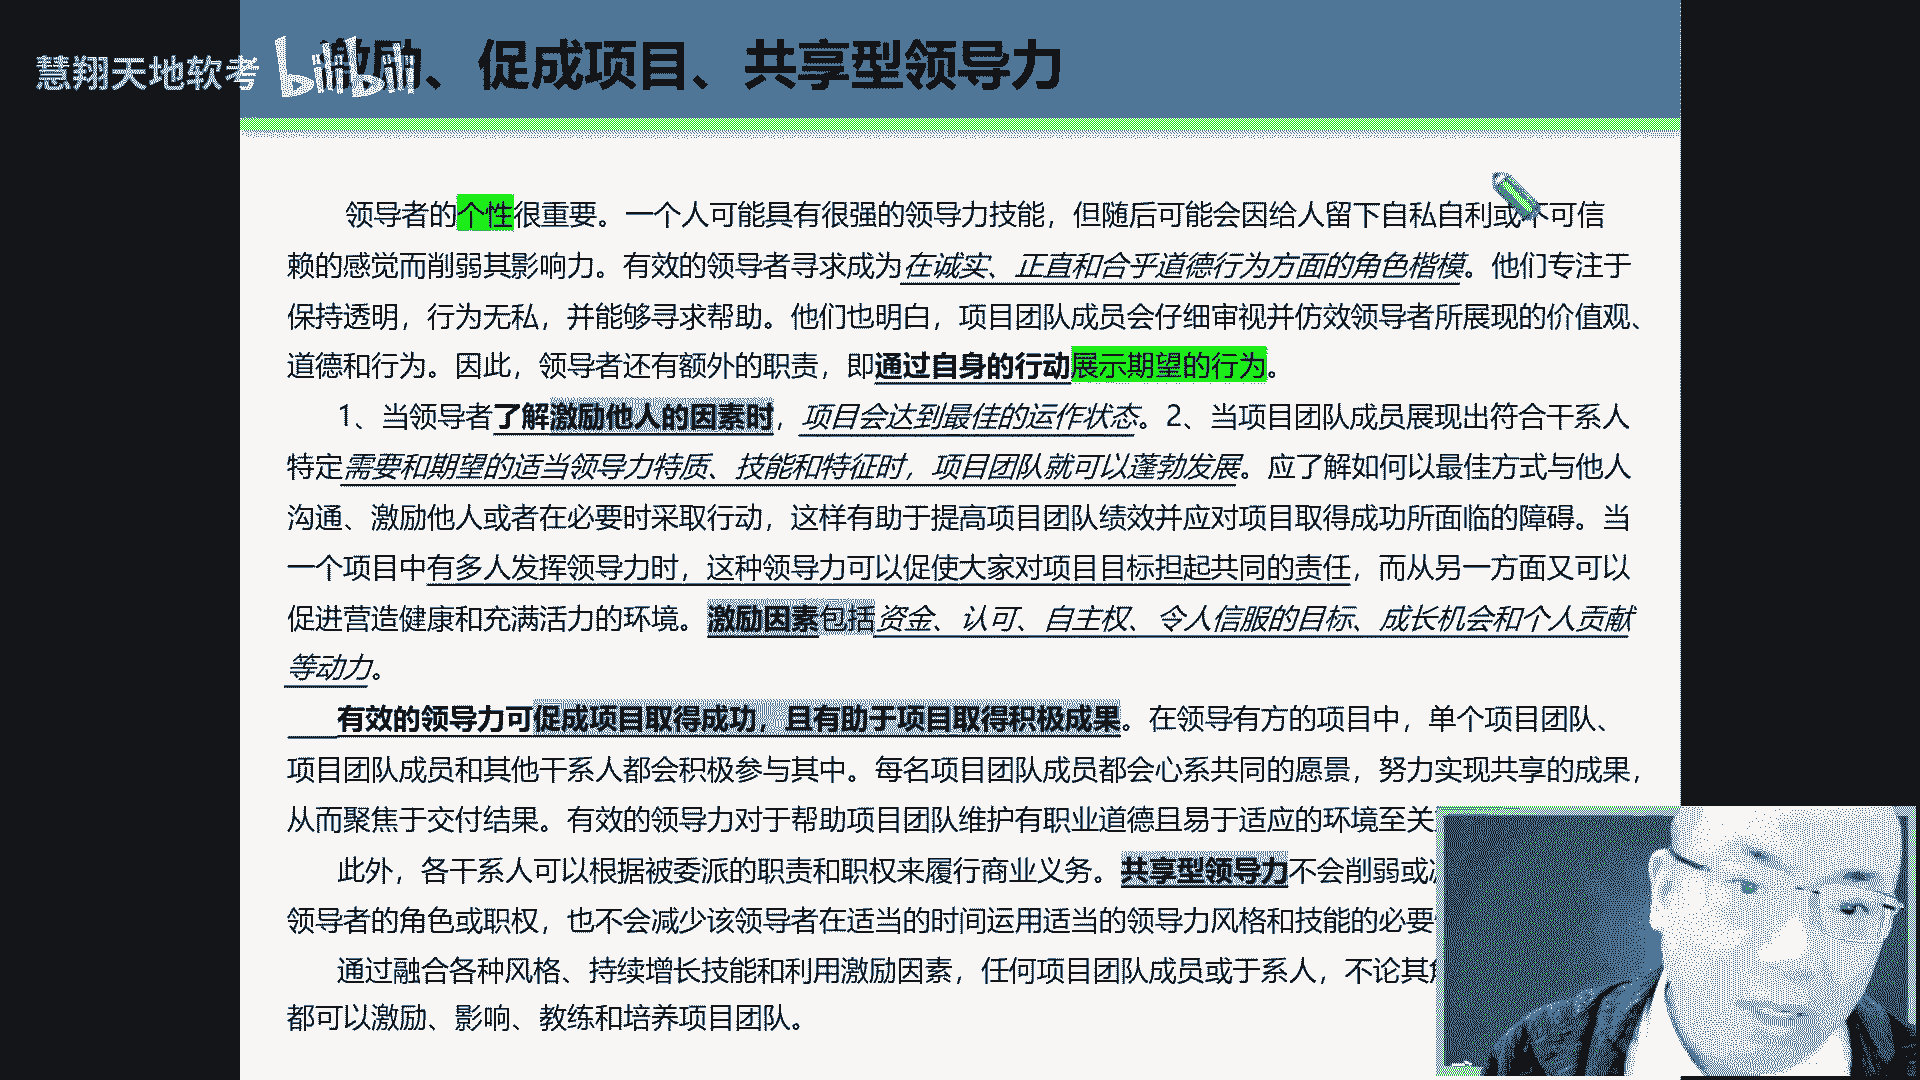 慧翔天地软考 bilibili
激励、促成项目、共享型领导力
领导者的个性很重要。一个人可能具有很强的领导力技能，但随后可能会因给人留下自私自利或不可信
赖的感觉而削弱其影响力。有效的领导者寻求成为在诚实、正直和合乎道德行为方面的角色楷模。他们专注于
保持透明，行为无私，并能够寻求帮助。他们也明白，项目团队成员会仔细审视并仿效领导者所展现的价值观、
道德和行为。因此，领导者还有额外的职责，即通过自身的行动展示期望的行为。
1、当领导者了解激励他人的因素时，项目会达到最佳的运作状态。2、当项目团队成员展现出符合干系人
特定需要和期望的适当领导力特质、技能和特征时，项目团队就可以蓬勃发展。应了解如何以最佳方式与他人
沟通、激励他人或者在必要时采取行动，这样有助于提高项目团队绩效并应对项目取得成功所面临的障碍。当
一个项目中有多人发挥领导力时，这种领导力可以促使大家对项目目标担起共同的责任，而从另一方面又可以
促进营造健康和充满活力的环境。激励因素包括资金、认可、自主权、令人信服的目标、成长机会和个人贡献
等动力。
有效的领导力可促成项目取得成功，且有助于项目取得积极成果。在领导有方的项目中，单个项目团队、
项目团队成员和其他干系人都会积极参与其中。每名项目团队成员都会心系共同的愿景，努力实现共享的成果，
从而聚焦于交付结果。有效的领导力对于帮助项目团队维护有职业道德且易于适应的环境至关
此外，各干系人可以根据被委派的职责和职权来履行商业义务。共享型领导力不会削弱或
领导者的角色或职权，也不会减少该领导者在适当的时间运用适当的领导力风格和技能的必要
通过融合各种风格、持续增长技能和利用激励因素，任何项目团队成员或干系人，不论其
都可以激励、影响、教练和培养项目团队。